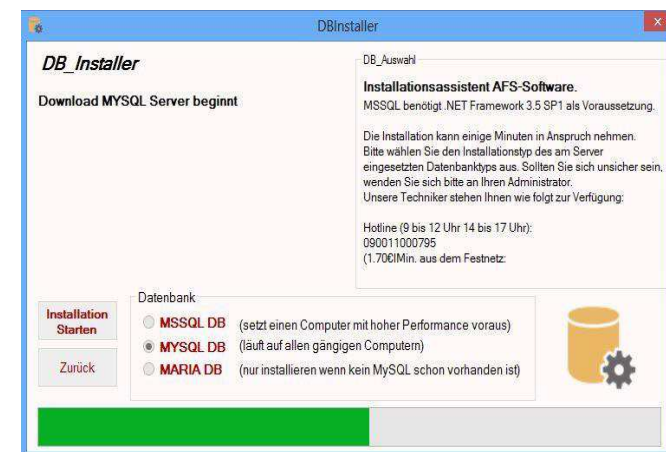 DBInstaller
x
DB_Installer
Download MYSQL Server beginnt
DB_Auswahl
Installationsassistent AFS-Software.
MSSQL benötigt .NET Framework 3.5 SP1 als Voraussetzung.
Die Installation kann einige Minuten in Anspruch nehmen.
Bitte wählen Sie den Installationstyp des am Server
eingesetzten Datenbanktyps aus. Sollten Sie sich unsicher sein,
wenden Sie sich bitte an Ihren Administrator.
Unsere Techniker stehen Ihnen wie folgt zur Verfügung:
Hotline (9 bis 12 Uhr 14 bis 17 Uhr):
090011000795
(1.70€lMin. aus dem Festnetz:
Installation
Starten
Zurück
Datenbank
MSSQL DB (setzt einen Computer mit hoher Performance voraus)
MYSQL DB (läuft auf allen gängigen Computern)
MARIA DB (nur installieren wenn kein MySQL schon vorhanden ist)